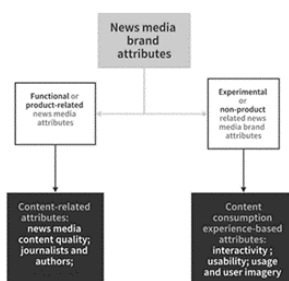 News media
brand
attributes
Functional or
product-related
news media
attributes
Experimental
or
non-product
related news
media brand
attributes
Content-related
attributes:
news media
content quality;
journalists and
authors;
Content
consumption
experience-based
attributes:
interactivity ;
usability; usage
and user imagery